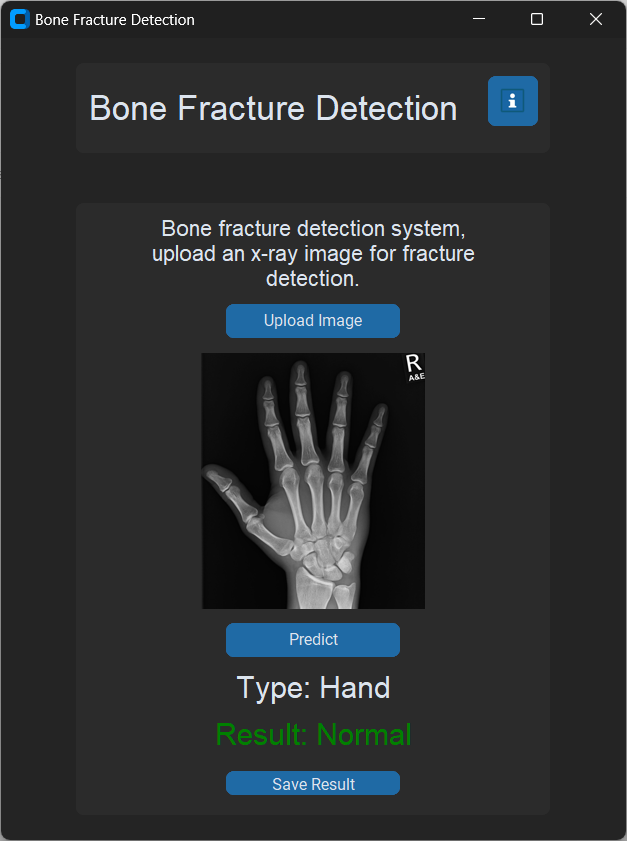 Bone Fracture Detection
Bone Fracture Detection
i
Bone fracture detection system,
upload an x-ray image for fracture
detection.
Upload Image
R
A&E
Predict
Type: Hand
Result: Normal
Save Result